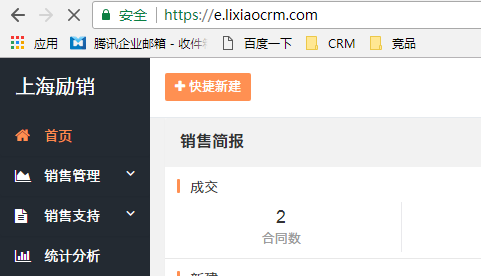 安全 https://e.lixiaocrm.com
应用 腾讯企业邮箱 - 收件 百度一下 CRM 竞品
上海励销
快捷新建
首页
销售简报
销售管理
成交
销售支持
2
合同数
统计分析
新建